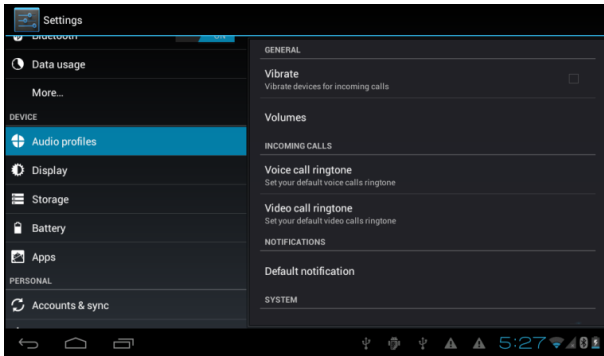 Settings
Bluetooth
ON
Data usage
More...
DEVICE
Audio profiles
Display
Storage
Battery
Apps
PERSONAL
Accounts & sync
GENERAL
Vibrate
Vibrate devices for incoming calls
Volumes
INCOMING CALLS
Voice call ringtone
Set your default voice calls ringtone
Video call ringtone
Set your default video calls ringtone
NOTIFICATIONS
Default notification
SYSTEM
5:27